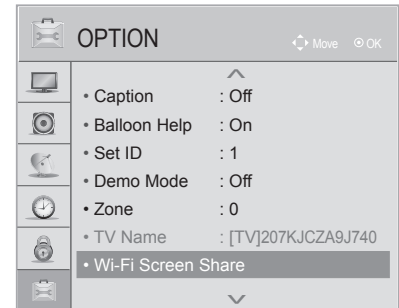 OPTION
Move OK
• Caption : Off
• Balloon Help : On
• Set ID : 1
• Demo Mode : Off
• Zone : 0
• TV Name : [TV]207KJCZA9J740
• Wi-Fi Screen Share